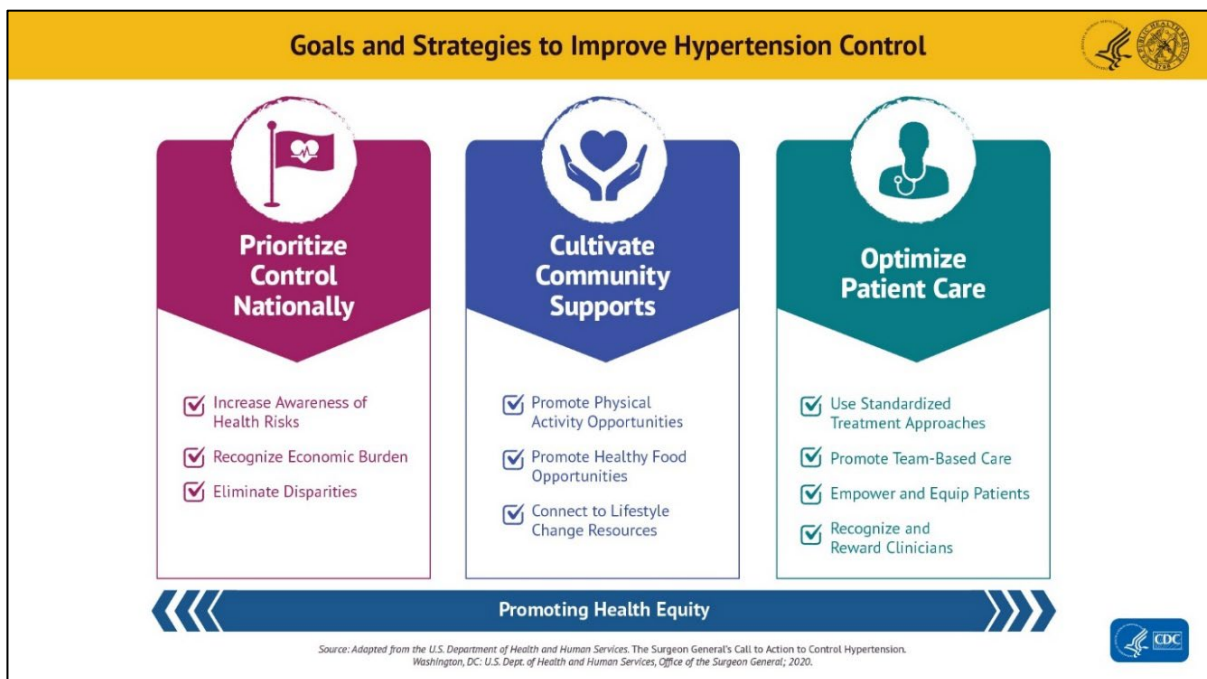 Goals and Strategies to Improve Hypertension Control
Prioritize
Control
Nationally
Increase Awareness of
Health Risks
Recognize Economic Burden
Eliminate Disparities
Cultivate
Community
Supports
Promote Physical
Activity Opportunities
Promote Healthy Food
Opportunities
Connect to Lifestyle
Change Resources
Optimize
Patient Care
Use Standardized
Treatment Approaches
Promote Team-Based Care
Empower and Equip Patients
Recognize and
Reward Clinicians
Promoting Health Equity
Source: Adapted from the U.S. Department of Health and Human Services. The Surgeon General's Call to Action to Control Hypertension.
Washington, DC: U.S. Dept. of Health and Human Services, Office of the Surgeon General; 2020.
CDC